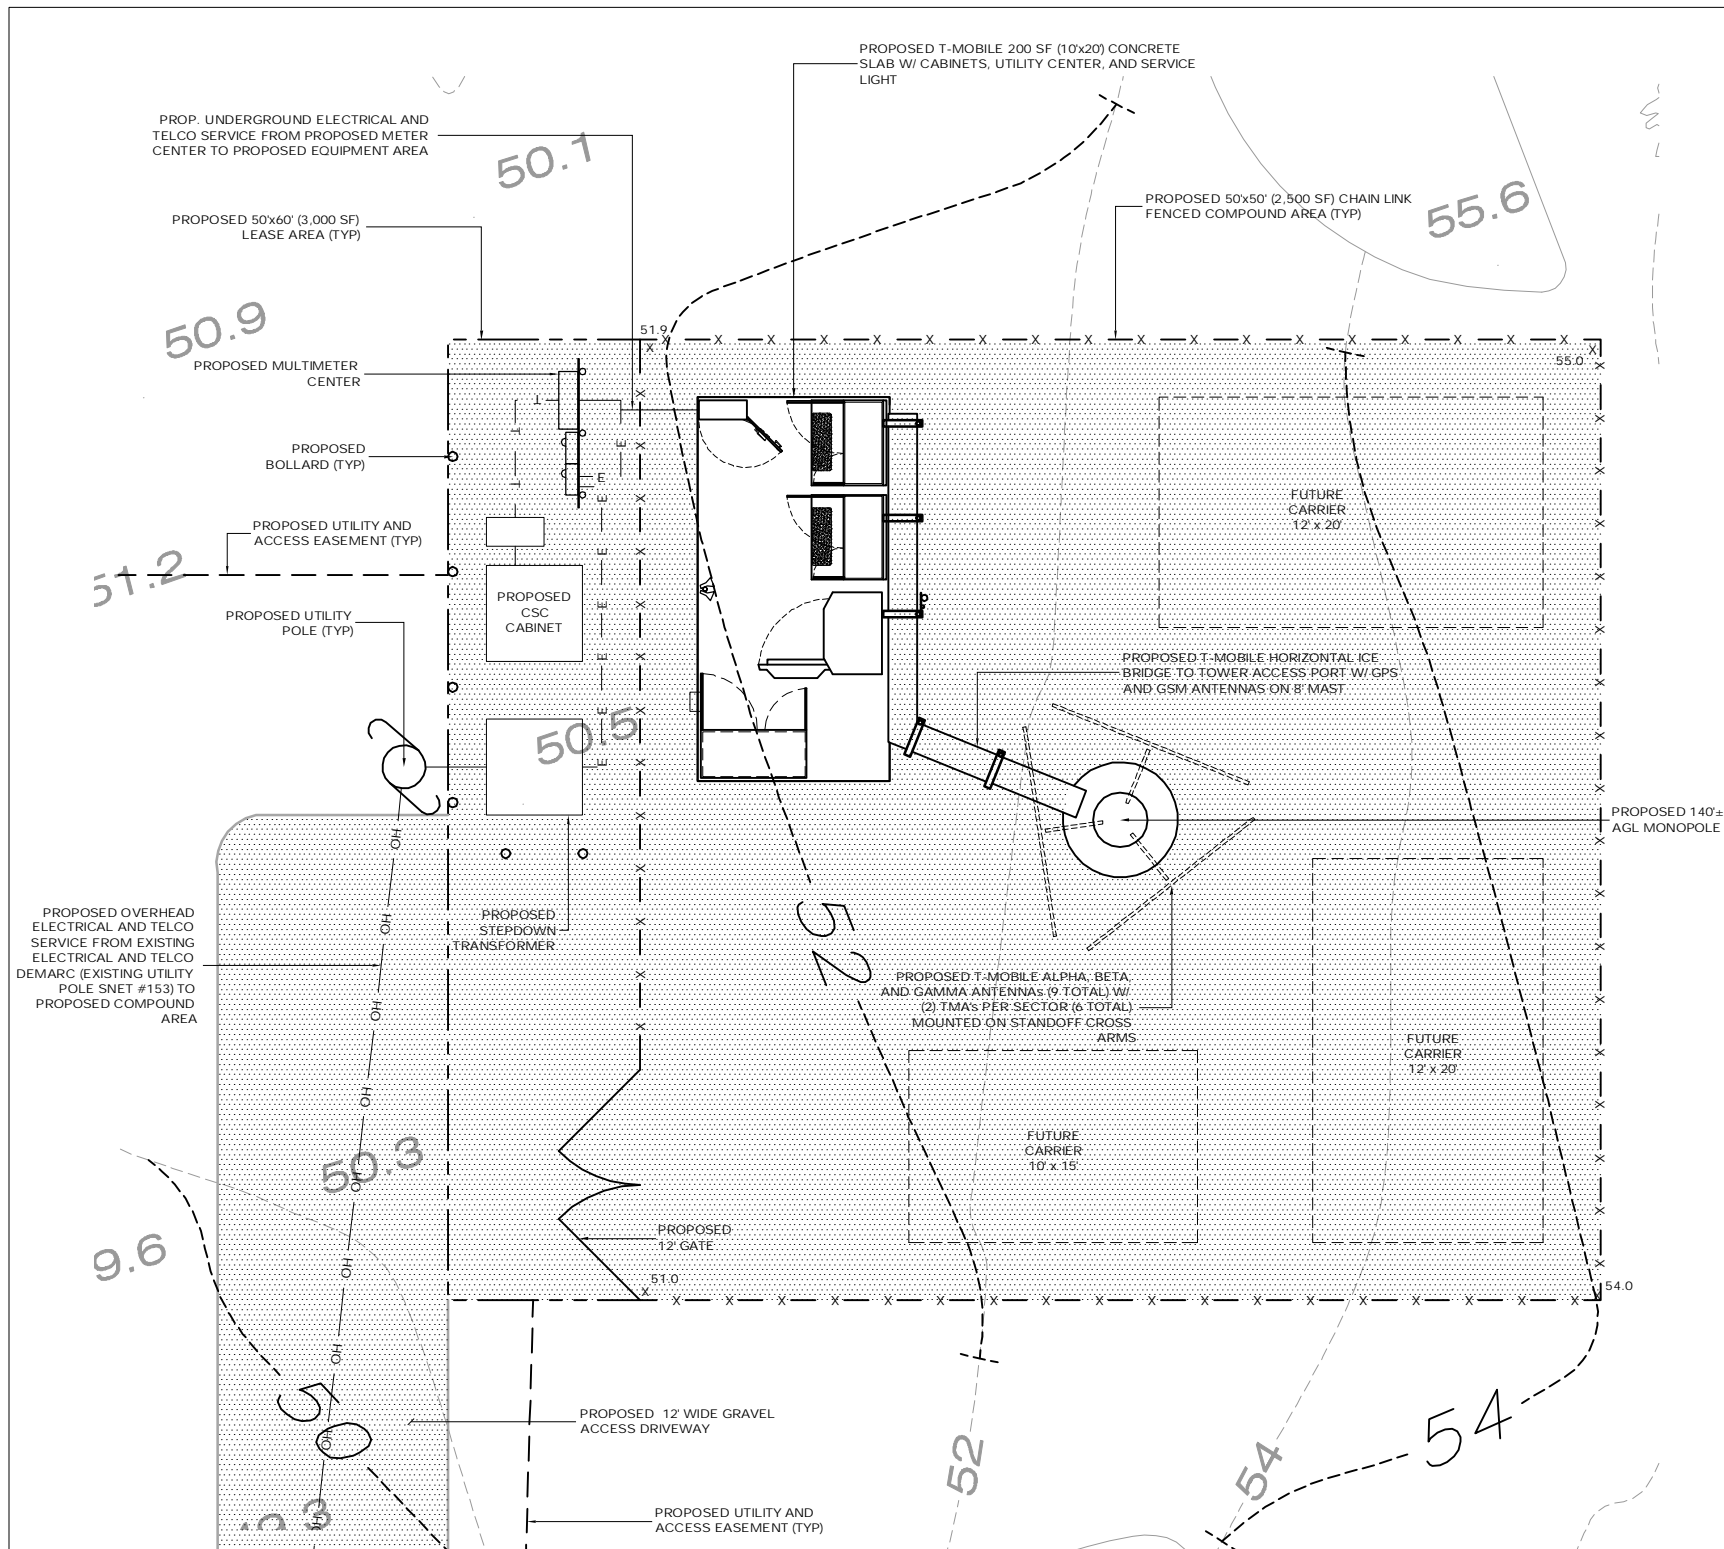 PROPOSED T-MOBILE 200 SF (10'x20') CONCRETE
SLAB W/ CABINETS, UTILITY CENTER, AND SERVICE
LIGHT
PROP. UNDERGROUND ELECTRICAL AND
TELCO SERVICE FROM PROPOSED METER
CENTER TO PROPOSED EQUIPMENT AREA
50.1
PROPOSED 50'x50' (2,500 SF) CHAIN LINK
FENCED COMPOUND AREA (TYP)
55.6
PROPOSED 50'x60' (3,000 SF)
LEASE AREA (TYP)
50.9
51.9
55.0
PROPOSED MULTIMETER
CENTER
PROPOSED
BOLLARD (TYP)
FUTURE
CARRIER
12' x 20'
PROPOSED UTILITY AND
ACCESS EASEMENT (TYP)
51.2
PROPOSED
CSC
CABINET
PROPOSED UTILITY
POLE (TYP)
PROPOSED T-MOBILE HORIZONTAL ICE
BRIDGE TO TOWER ACCESS PORT W/ GPS
AND GSM ANTENNAS ON 8' MAST
50.5
PROPOSED 140'±
AGL MONOPOLE
PROPOSED OVERHEAD
ELECTRICAL AND TELCO
SERVICE FROM EXISTING
ELECTRICAL AND TELCO
DEMARC (EXISTING UTILITY
POLE SNET #153) TO
PROPOSED COMPOUND
AREA
PROPOSED
STEPDOWN
TRANSFORMER
52
PROPOSED T-MOBILE ALPHA, BETA,
AND GAMMA ANTENNAs (9 TOTAL) W/
(2) TMA's PER SECTOR (6 TOTAL)
MOUNTED ON STANDOFF CROSS
ARMS
FUTURE
CARRIER
12' x 20'
FUTURE
CARRIER
10' x 15'
50.3
PROPOSED
12' GATE
9.6
51.0
54.0
50
PROPOSED 12' WIDE GRAVEL
ACCESS DRIVEWAY
52
54
54
PROPOSED UTILITY AND
ACCESS EASEMENT (TYP)
OH
OH
OH
OH
OH
OH
OH
OH
OH
E
E
E
E
E
E
E
E
T
T
T